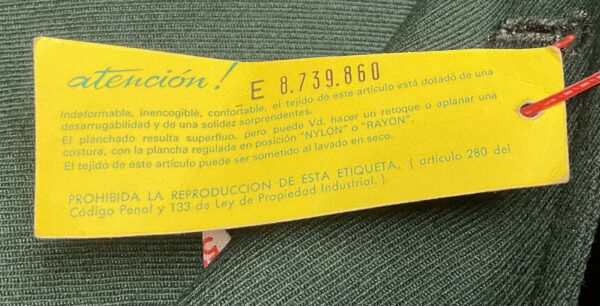 atención!
E 8.739.860
Indeformable, inencogible, confortable, el tejido de este artículo está dotado de una
desarrugabilidad y de una solidez sorprendentes.
El planchado resulta superfluo, pero puede Vd. hacer un retoque o aplanar una
costura, con la plancha regulada en posición "NYLON" o "RAYON".
El tejido de este artículo puede ser sometido al lavado en seco.
PROHIBIDA LA REPRODUCCION DE ESTA ETIQUETA, ( artículo 280 del
Código Penal y 133 de Ley de Propiedad Industrial. )